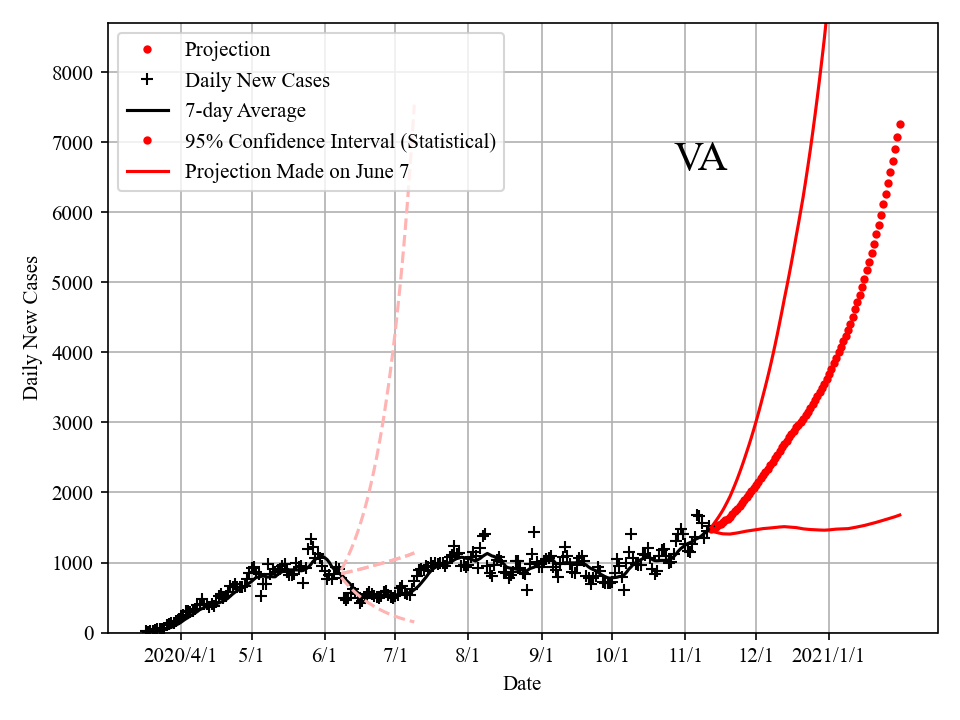 Projection
Daily New Cases
7-day Average
95% Confidence Interval (Statistical)
Projection Made on June 7
VA
8000
7000
6000
5000
4000
3000
2000
1000
0
Daily New Cases
2020/4/1 5/1 6/1 7/1 8/1 9/1 10/1 11/1 12/1 2021/1/1
Date